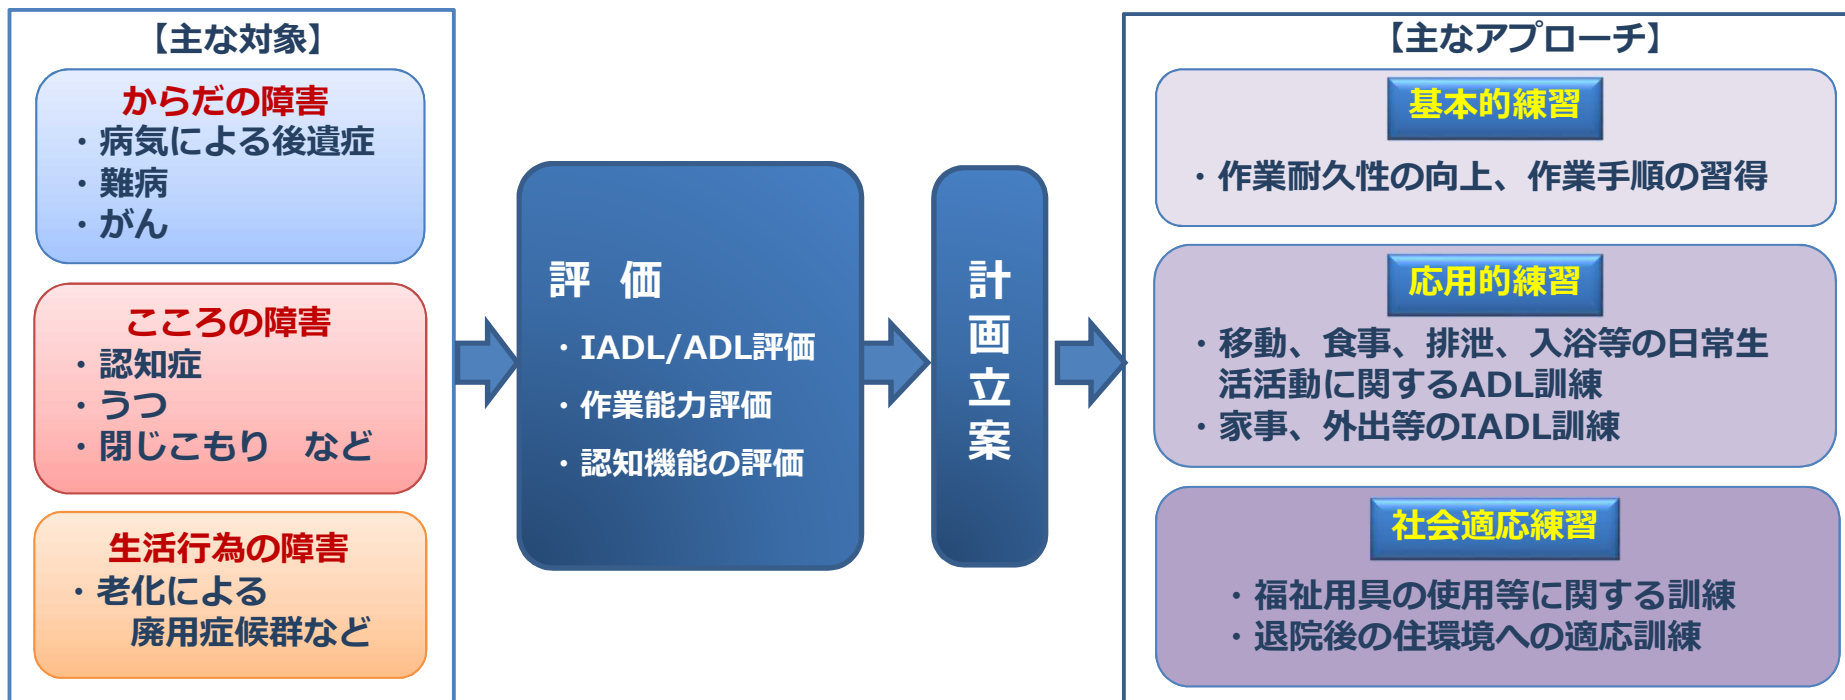 【主な対象】
からだの障害
・病気による後遺症
・難病
・がん
こころの障害
・認知症
・うつ
・閉じこもり　など
生活行為の障害
・老化による
廃用症候群など
評　価
・IADL/ADL評価
・作業能力評価
・認知機能の評価
計
画
立
案
【主なアプローチ】
基本的練習
・作業耐久性の向上、作業手順の習得
応用的練習
・移動、食事、排泄、入浴等の日常生
活活動に関するADL訓練
・家事、外出等のIADL訓練
社会適応練習
・福祉用具の使用等に関する訓練
・退院後の住環境への適応訓練